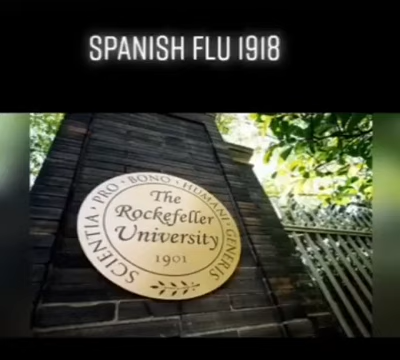 SPANISH FLU 1918
SCIENTIA · PRO · BONO · HUMANI · GENERIS
The
Rockefeller
University
1901